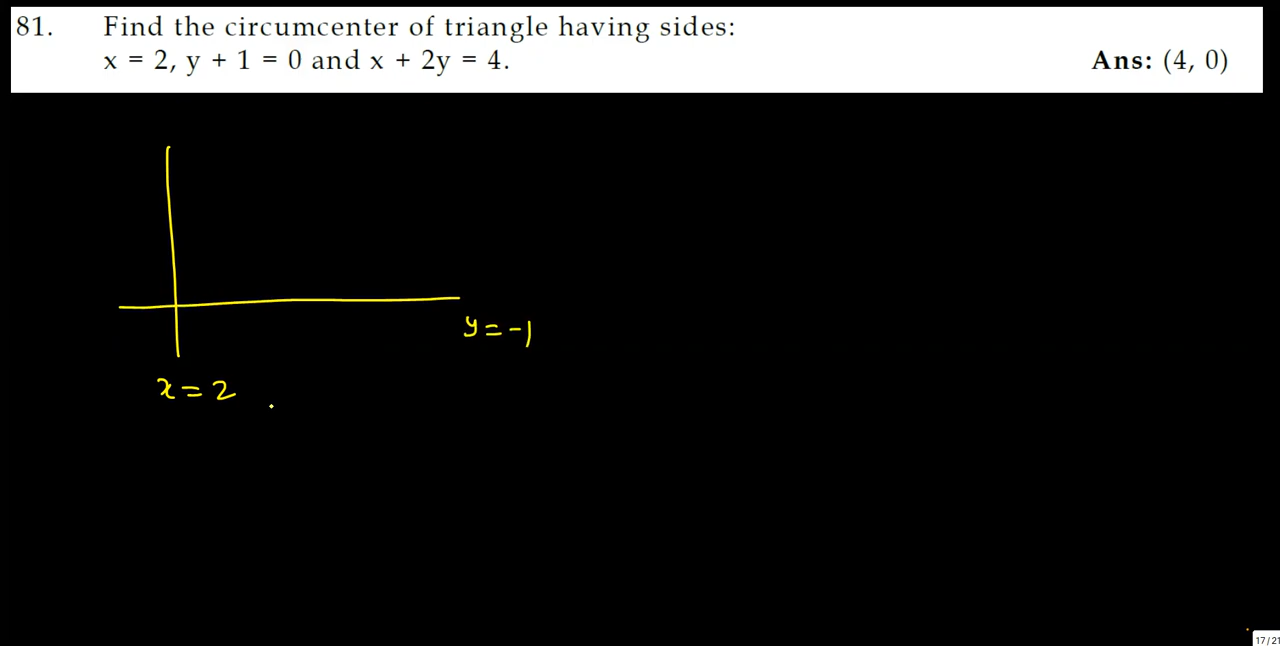 81. Find the circumcenter of triangle having sides:
x = 2, y + 1 = 0 and x + 2y = 4. Ans: (4, 0)
y = -1
x = 2
17/21